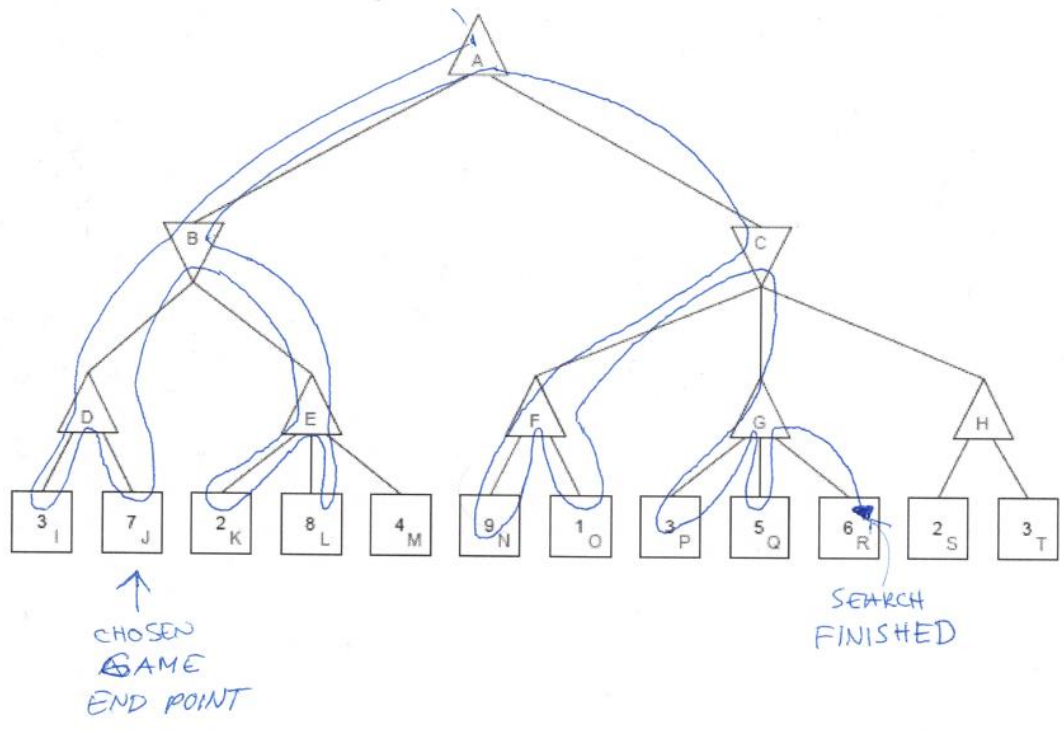 A
B
C
D
E
F
G
H
3 I
7 J
2 K
8 L
4 M
9 N
1 O
3 P
5 Q
6 R
2 S
3 T
CHOSEN
GAME
END POINT
SEARCH
FINISHED